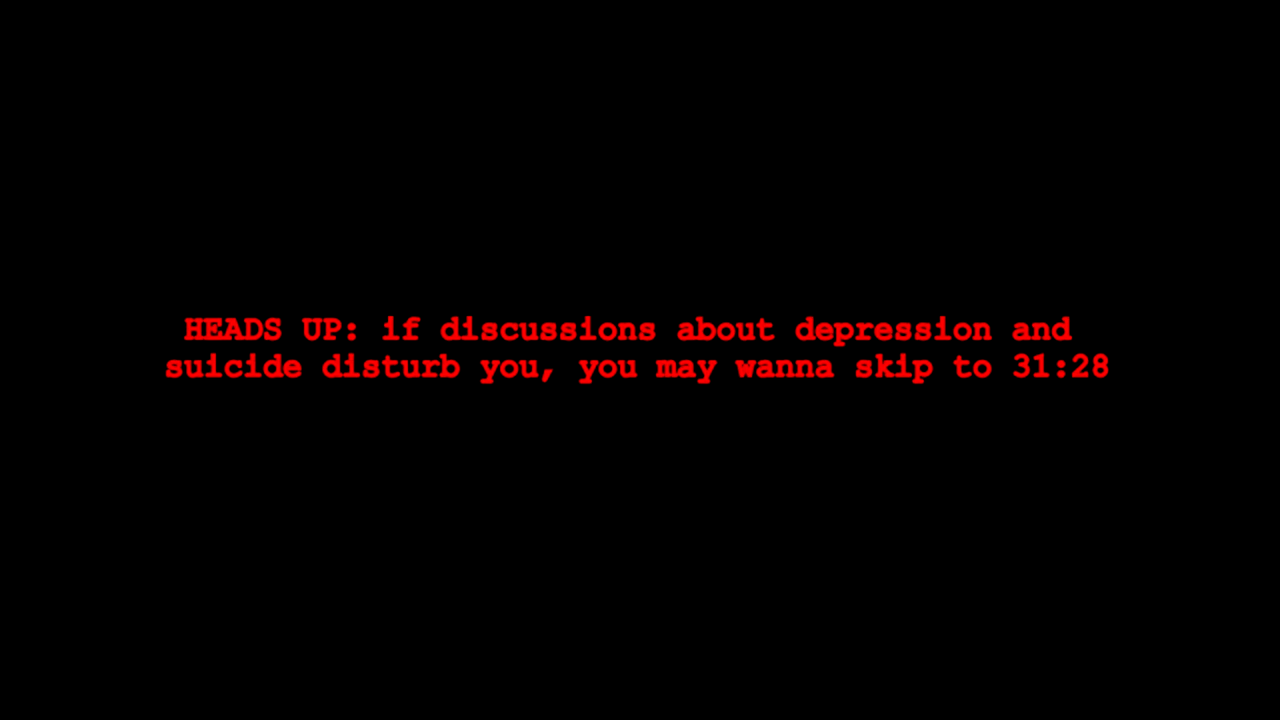 HEADS UP: if discussions about depression and
suicide disturb you, you may wanna skip to 31:28